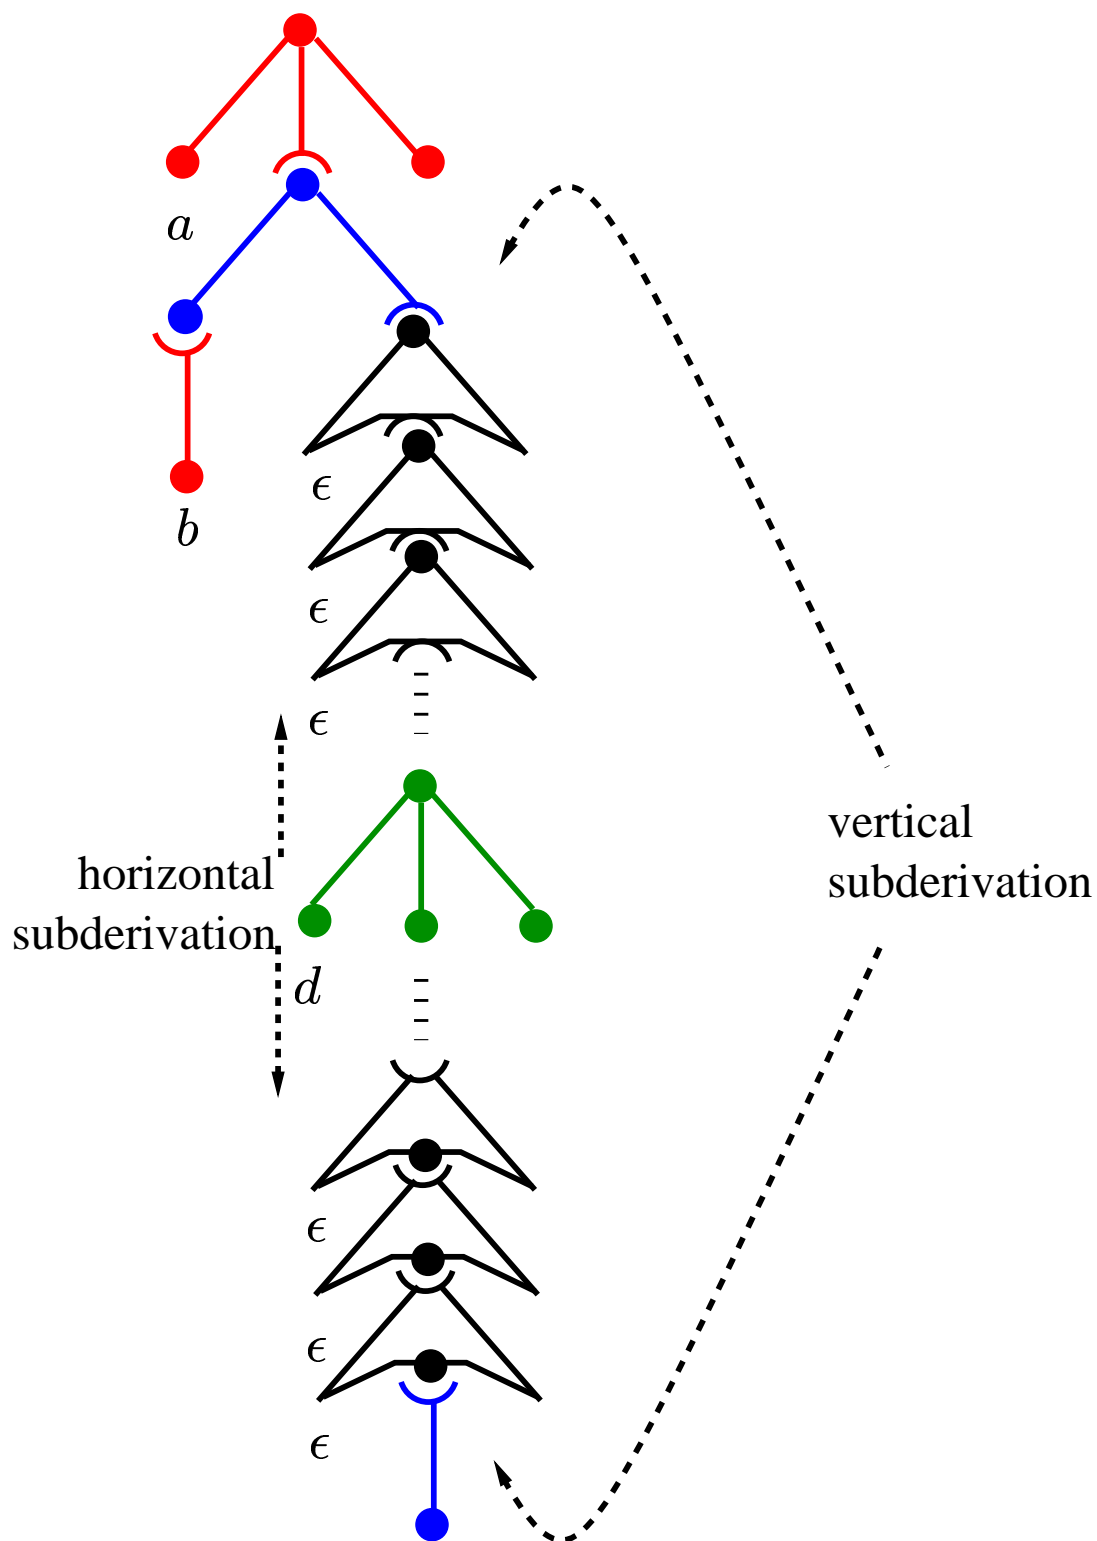 a
b
ϵ
ϵ
ϵ
vertical
subderivation
horizontal
subderivation
d
ϵ
ϵ
ϵ